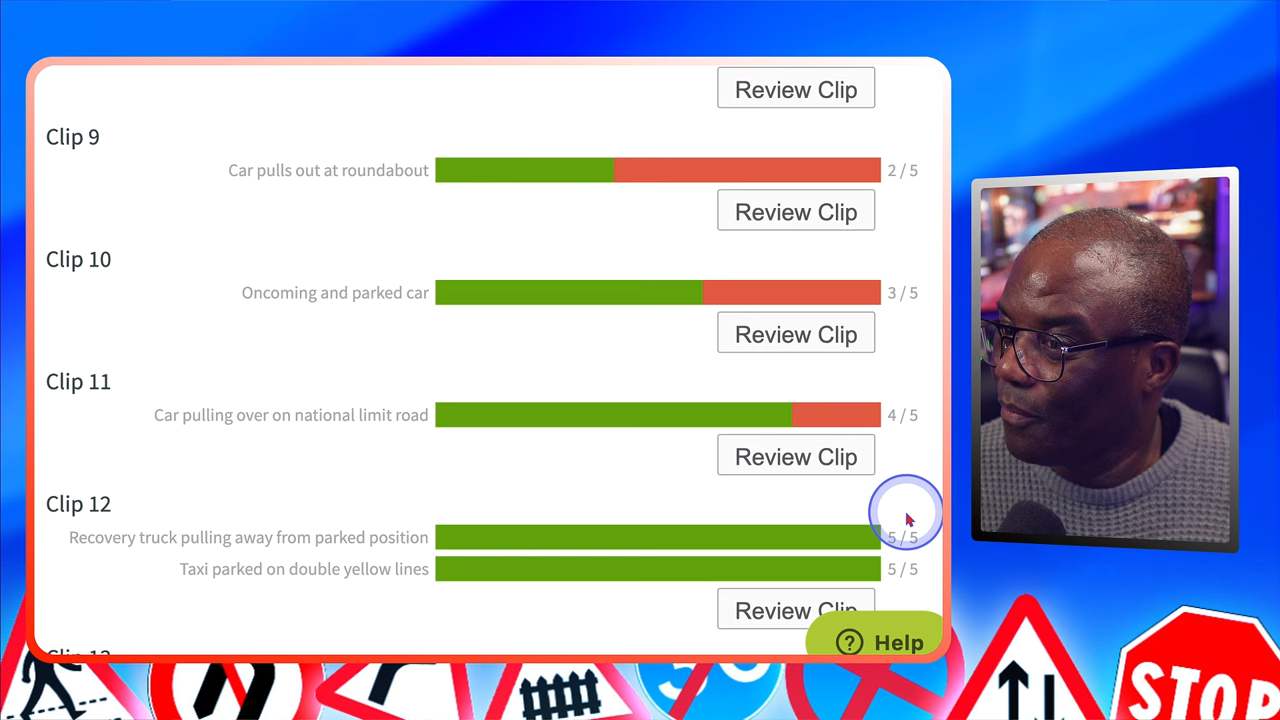 Review Clip
Clip 9
Car pulls out at roundabout 2 / 5
Review Clip
Clip 10
Oncoming and parked car 3 / 5
Review Clip
Clip 11
Car pulling over on national limit road 4 / 5
Review Clip
Clip 12
Recovery truck pulling away from parked position 5 / 5
Taxi parked on double yellow lines 5 / 5
Review Clip
Help
Clip 13
STOP